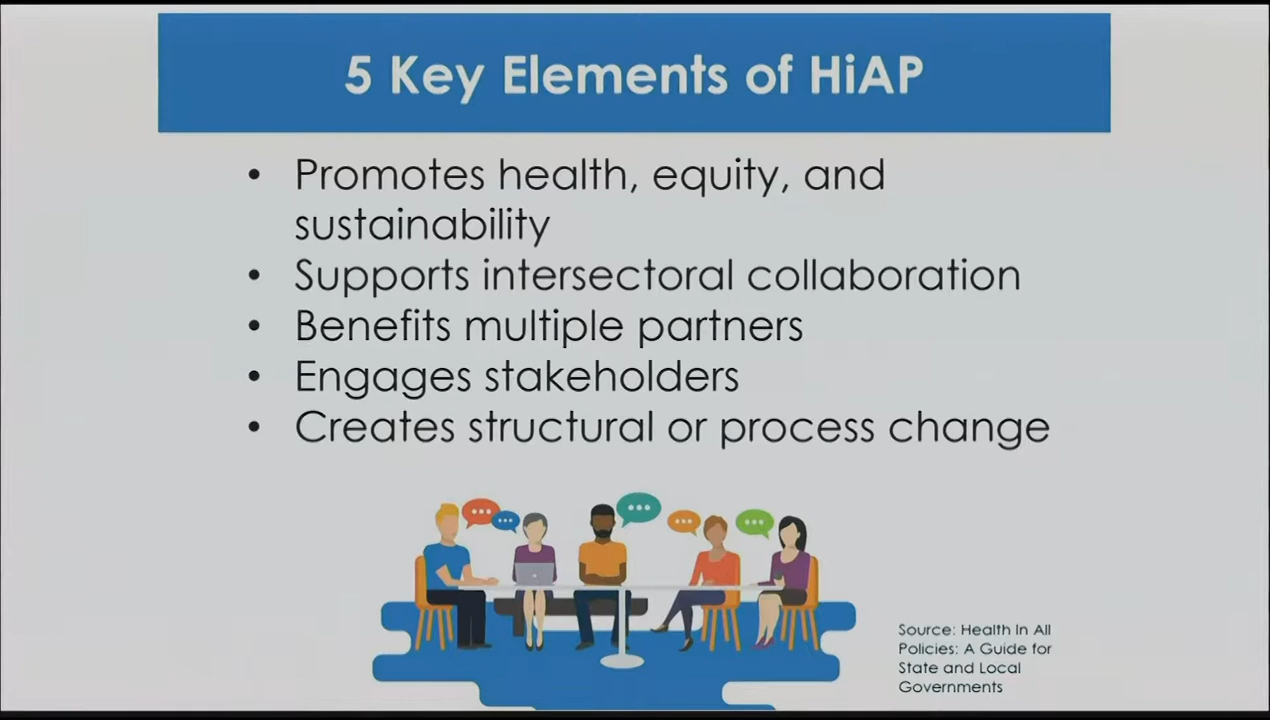 5 Key Elements of HiAP
• Promotes health, equity, and
sustainability
• Supports intersectoral collaboration
• Benefits multiple partners
• Engages stakeholders
• Creates structural or process change
Source: Health In All
Policies: A Guide for
State and Local
Governments